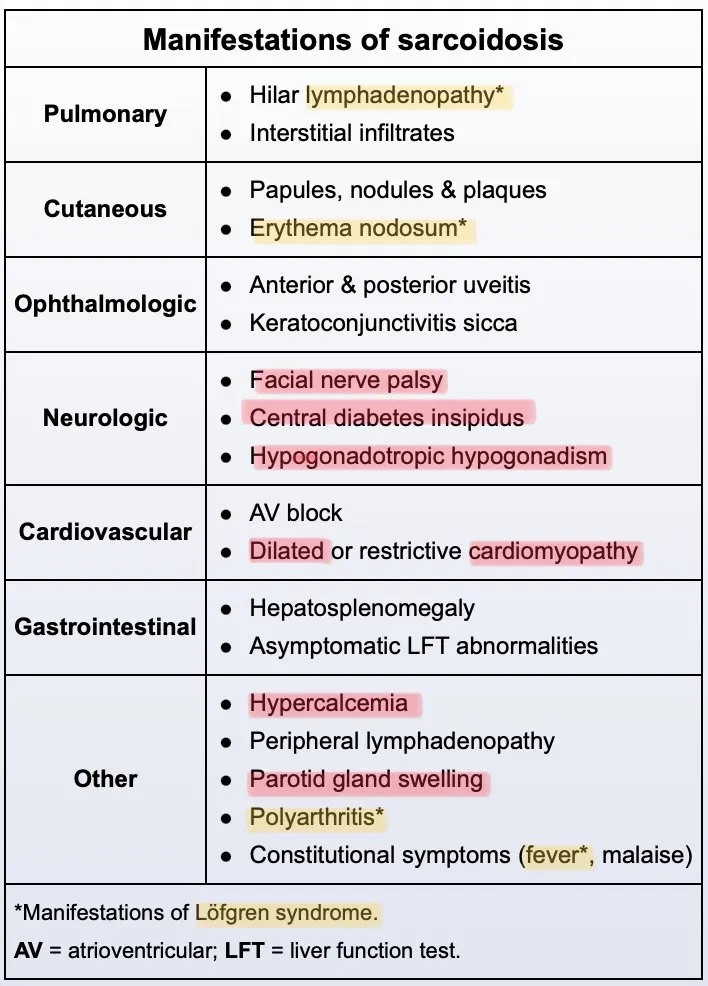 Manifestations of sarcoidosis
Pulmonary
● Hilar lymphadenopathy*
● Interstitial infiltrates
Cutaneous
● Papules, nodules & plaques
● Erythema nodosum*
Ophthalmologic
● Anterior & posterior uveitis
● Keratoconjunctivitis sicca
Neurologic
● Facial nerve palsy
● Central diabetes insipidus
● Hypogonadotropic hypogonadism
Cardiovascular
● AV block
● Dilated or restrictive cardiomyopathy
Gastrointestinal
● Hepatosplenomegaly
● Asymptomatic LFT abnormalities
Other
● Hypercalcemia
● Peripheral lymphadenopathy
● Parotid gland swelling
● Polyarthritis*
● Constitutional symptoms (fever*, malaise)
*Manifestations of Löfgren syndrome.
AV = atrioventricular; LFT = liver function test.